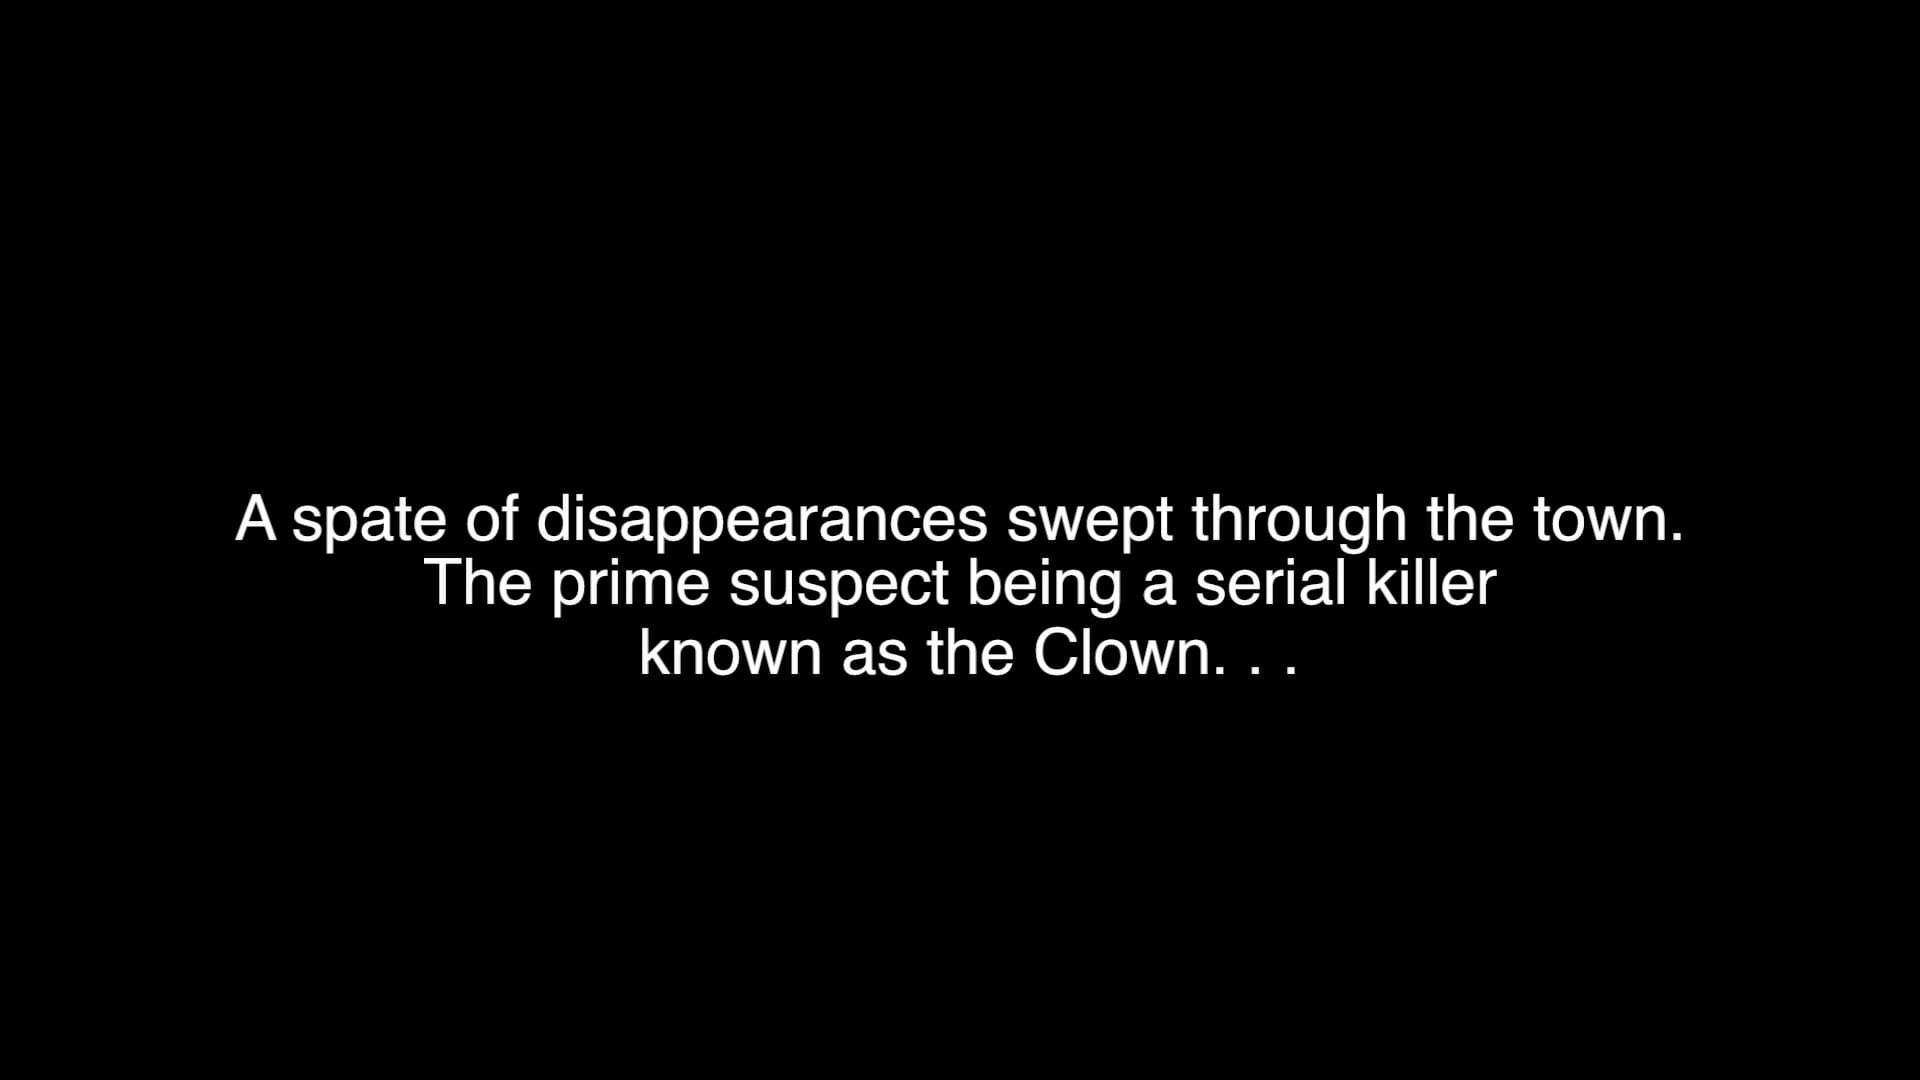 A spate of disappearances swept through the town.
The prime suspect being a serial killer
known as the Clown. . .